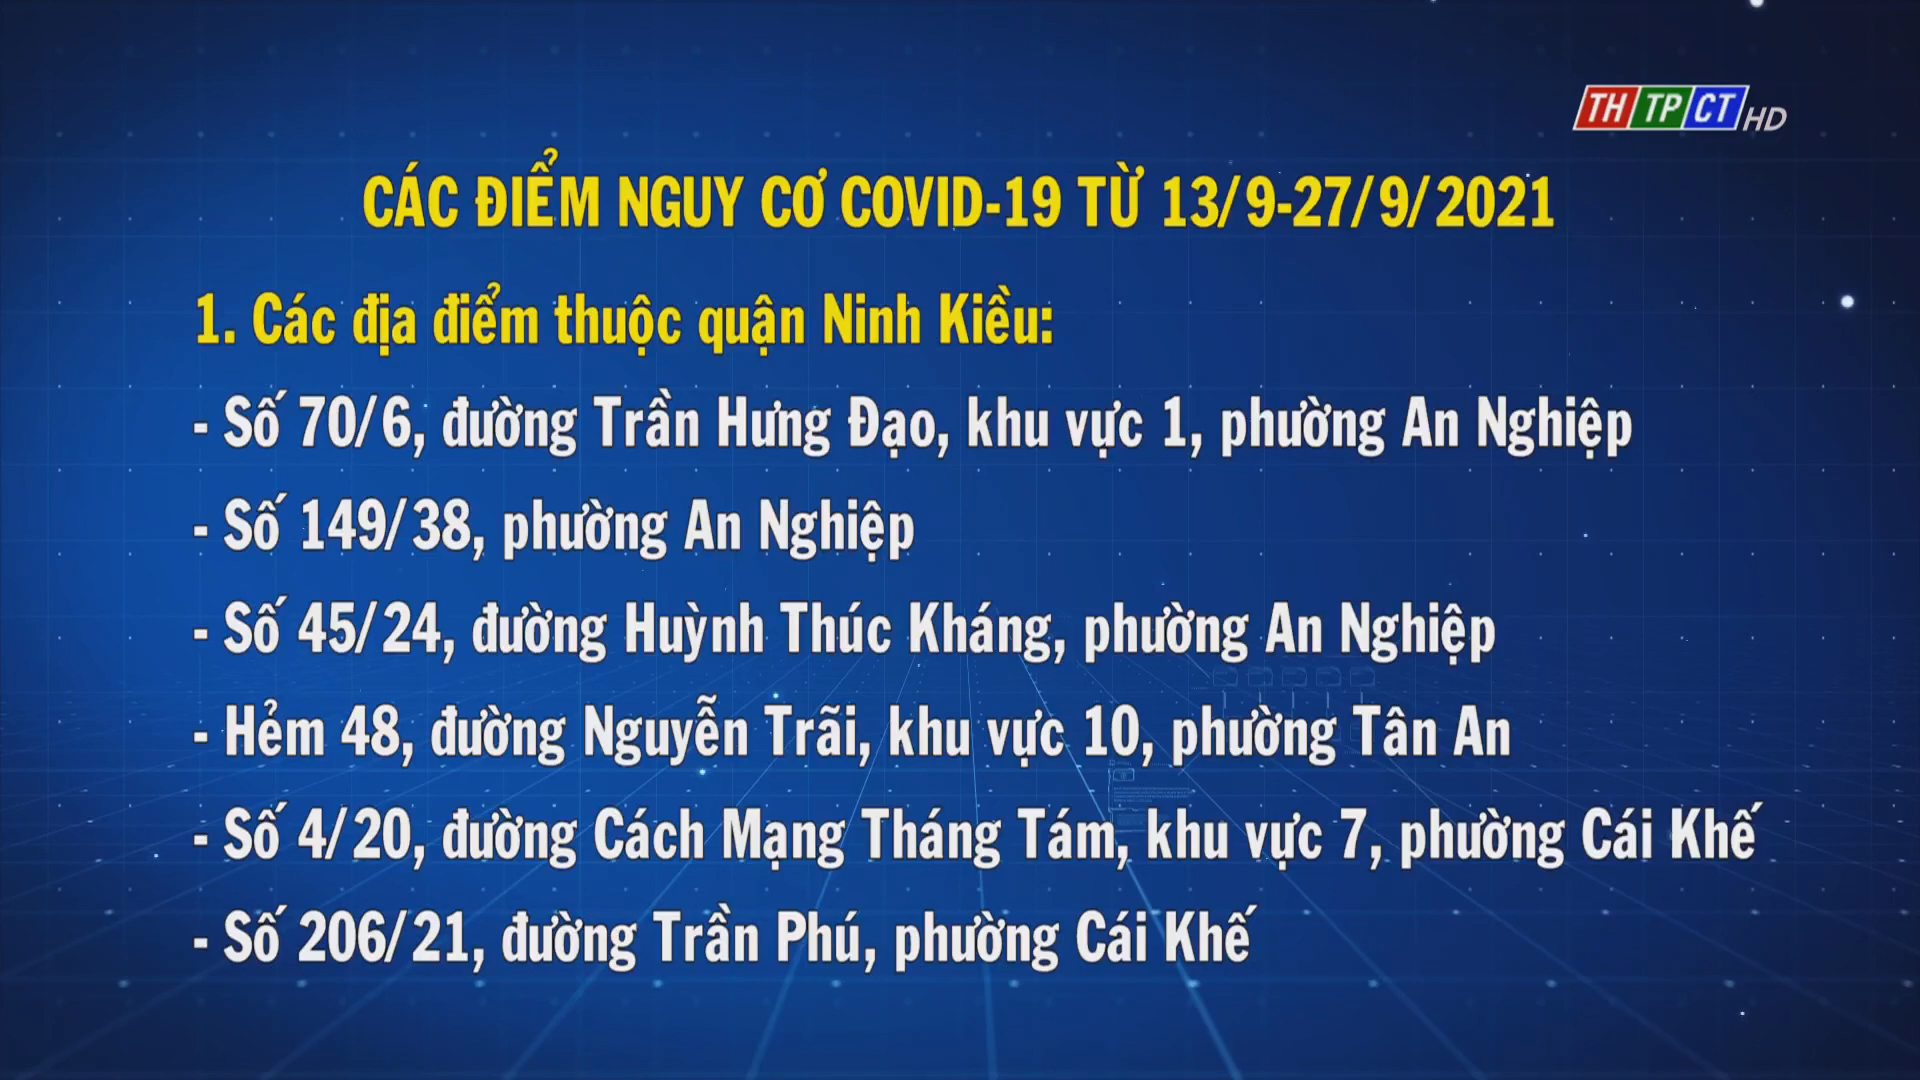 THTPCT HD
CÁC ĐIỂM NGUY CƠ COVID-19 TỪ 13/9-27/9/2021
1. Các địa điểm thuộc quận Ninh Kiều:
- Số 70/6, đường Trần Hưng Đạo, khu vực 1, phường An Nghiệp
- Số 149/38, phường An Nghiệp
- Số 45/24, đường Huỳnh Thúc Kháng, phường An Nghiệp
- Hẻm 48, đường Nguyễn Trãi, khu vực 10, phường Tân An
- Số 4/20, đường Cách Mạng Tháng Tám, khu vực 7, phường Cái Khế
- Số 206/21, đường Trần Phú, phường Cái Khế